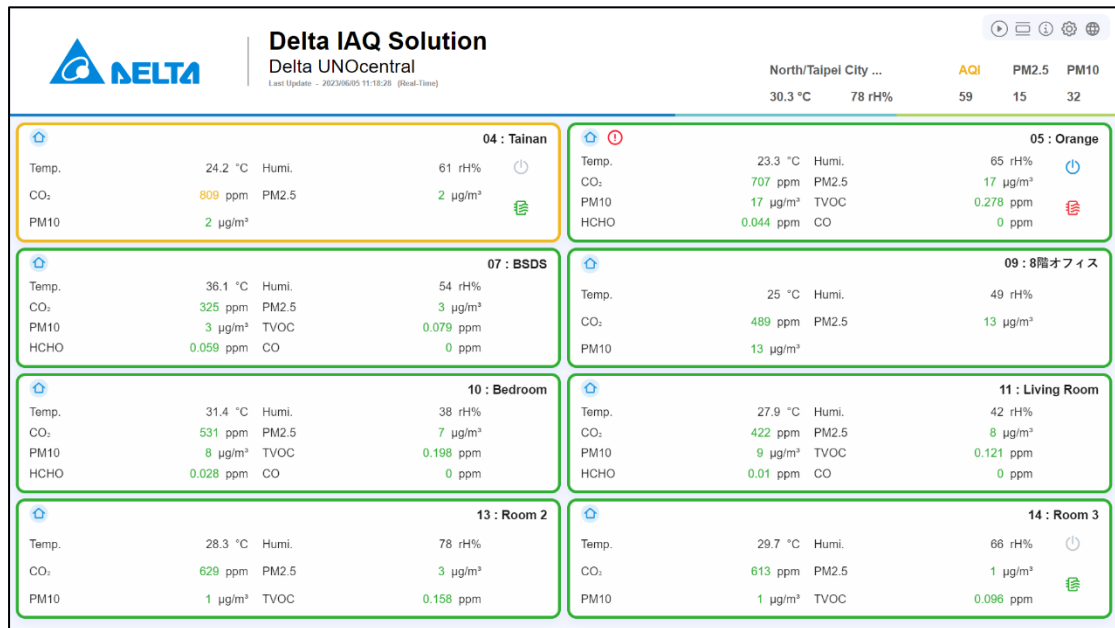 DELTA
Delta IAQ Solution
Delta UNOcentral
Last Update - 2023/06/05 11:18:28 (Real-Time)
North/Taipei City ... AQI PM2.5 PM10
30.3 °C 78 rH% 59 15 32
04 : Tainan
Temp. 24.2 °C Humi. 61 rH%
CO₂ 809 ppm PM2.5 2 µg/m³
PM10 2 µg/m³
05 : Orange
Temp. 23.3 °C Humi. 65 rH%
CO₂ 707 ppm PM2.5 17 µg/m³
PM10 17 µg/m³ TVOC 0.278 ppm
HCHO 0.044 ppm CO 0 ppm
07 : BSDS
Temp. 36.1 °C Humi. 54 rH%
CO₂ 325 ppm PM2.5 3 µg/m³
PM10 3 µg/m³ TVOC 0.079 ppm
HCHO 0.059 ppm CO 0 ppm
09 : 8階オフィス
Temp. 25 °C Humi. 49 rH%
CO₂ 489 ppm PM2.5 13 µg/m³
PM10 13 µg/m³
10 : Bedroom
Temp. 31.4 °C Humi. 38 rH%
CO₂ 531 ppm PM2.5 7 µg/m³
PM10 8 µg/m³ TVOC 0.198 ppm
HCHO 0.028 ppm CO 0 ppm
11 : Living Room
Temp. 27.9 °C Humi. 42 rH%
CO₂ 422 ppm PM2.5 8 µg/m³
PM10 9 µg/m³ TVOC 0.121 ppm
HCHO 0.01 ppm CO 0 ppm
13 : Room 2
Temp. 28.3 °C Humi. 78 rH%
CO₂ 629 ppm PM2.5 3 µg/m³
PM10 1 µg/m³ TVOC 0.158 ppm
14 : Room 3
Temp. 29.7 °C Humi. 66 rH%
CO₂ 613 ppm PM2.5 1 µg/m³
PM10 1 µg/m³ TVOC 0.096 ppm